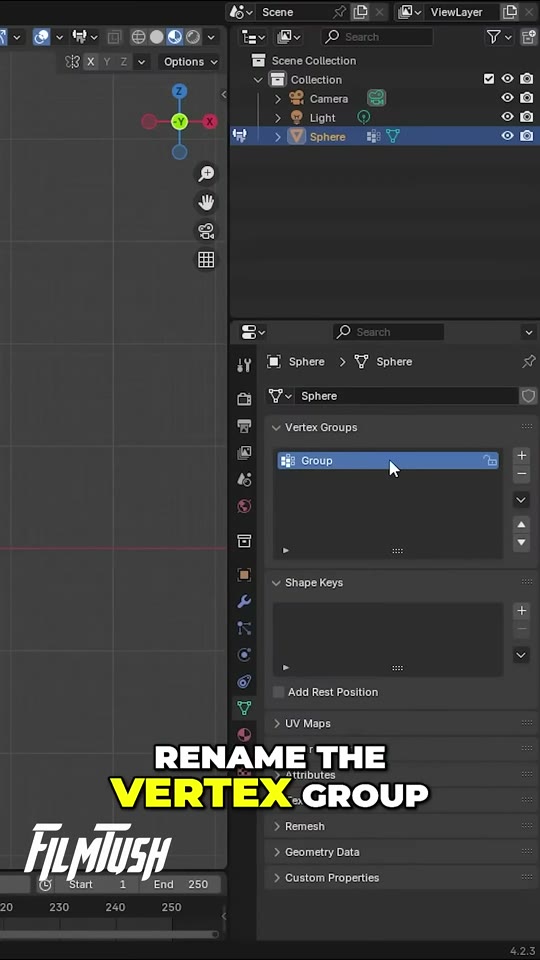 Scene
ViewLayer
X Y Z
Options
Search
Scene Collection
Collection
Camera
Light
Sphere
Z
-Y
X
Search
Sphere > Sphere
Sphere
Vertex Groups
Group
Shape Keys
Add Rest Position
UV Maps
Attributes
Remesh
Geometry Data
Custom Properties
RENAME THE
VERTEX GROUP
FILMTUSH
Start 1 End 250
20 200 250
4.2.3